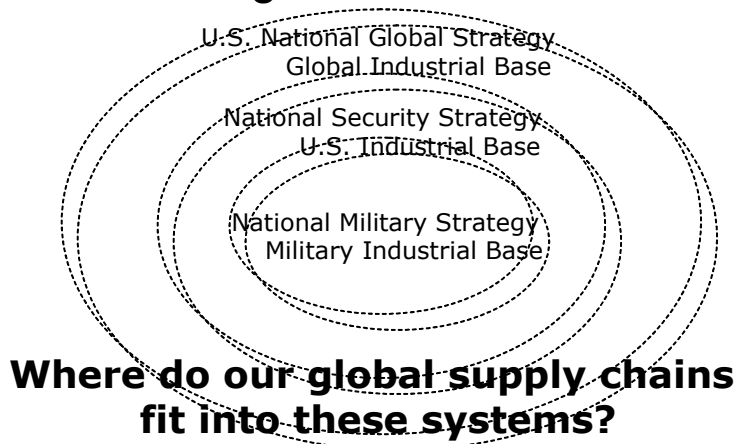 U.S. National Global Strategy
Global Industrial Base
National Security Strategy
U.S. Industrial Base
National Military Strategy
Military Industrial Base
Where do our global supply chains
fit into these systems?